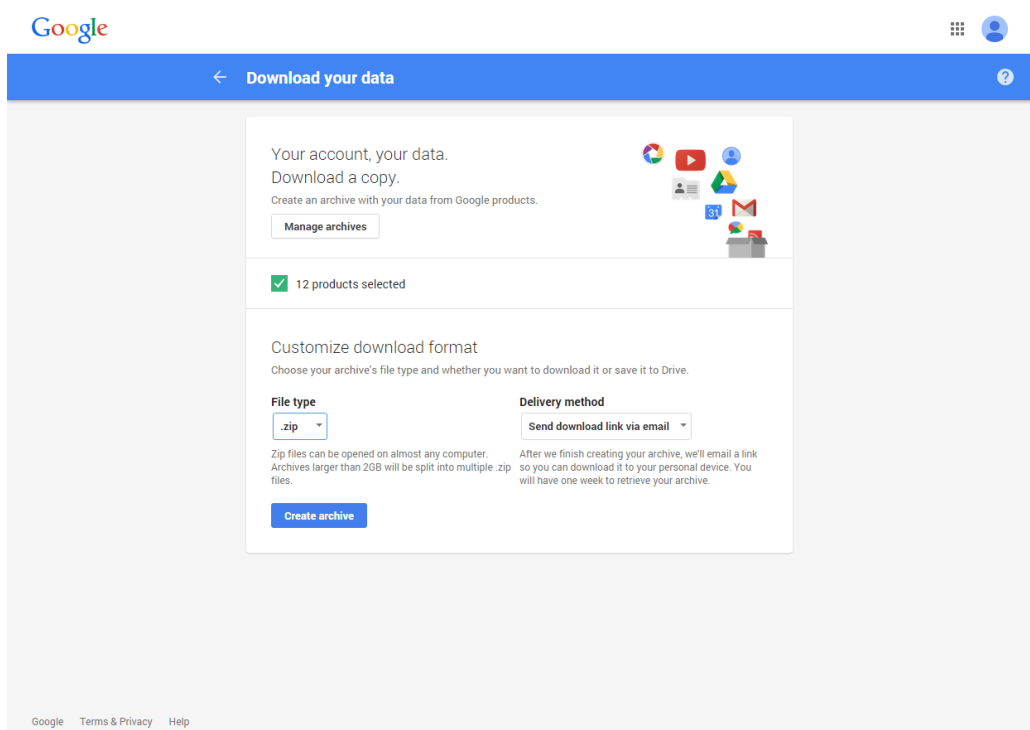 Google
Download your data
?
Your account, your data.
Download a copy.
Create an archive with your data from Google products.
Manage archives
31
12 products selected
Customize download format
Choose your archive's file type and whether you want to download it or save it to Drive.
File type
.zip
Zip files can be opened on almost any computer.
Archives larger than 2GB will be split into multiple .zip
files.
Delivery method
Send download link via email
After we finish creating your archive, we'll email a link
so you can download it to your personal device. You
will have one week to retrieve your archive.
Create archive
Google Terms & Privacy Help